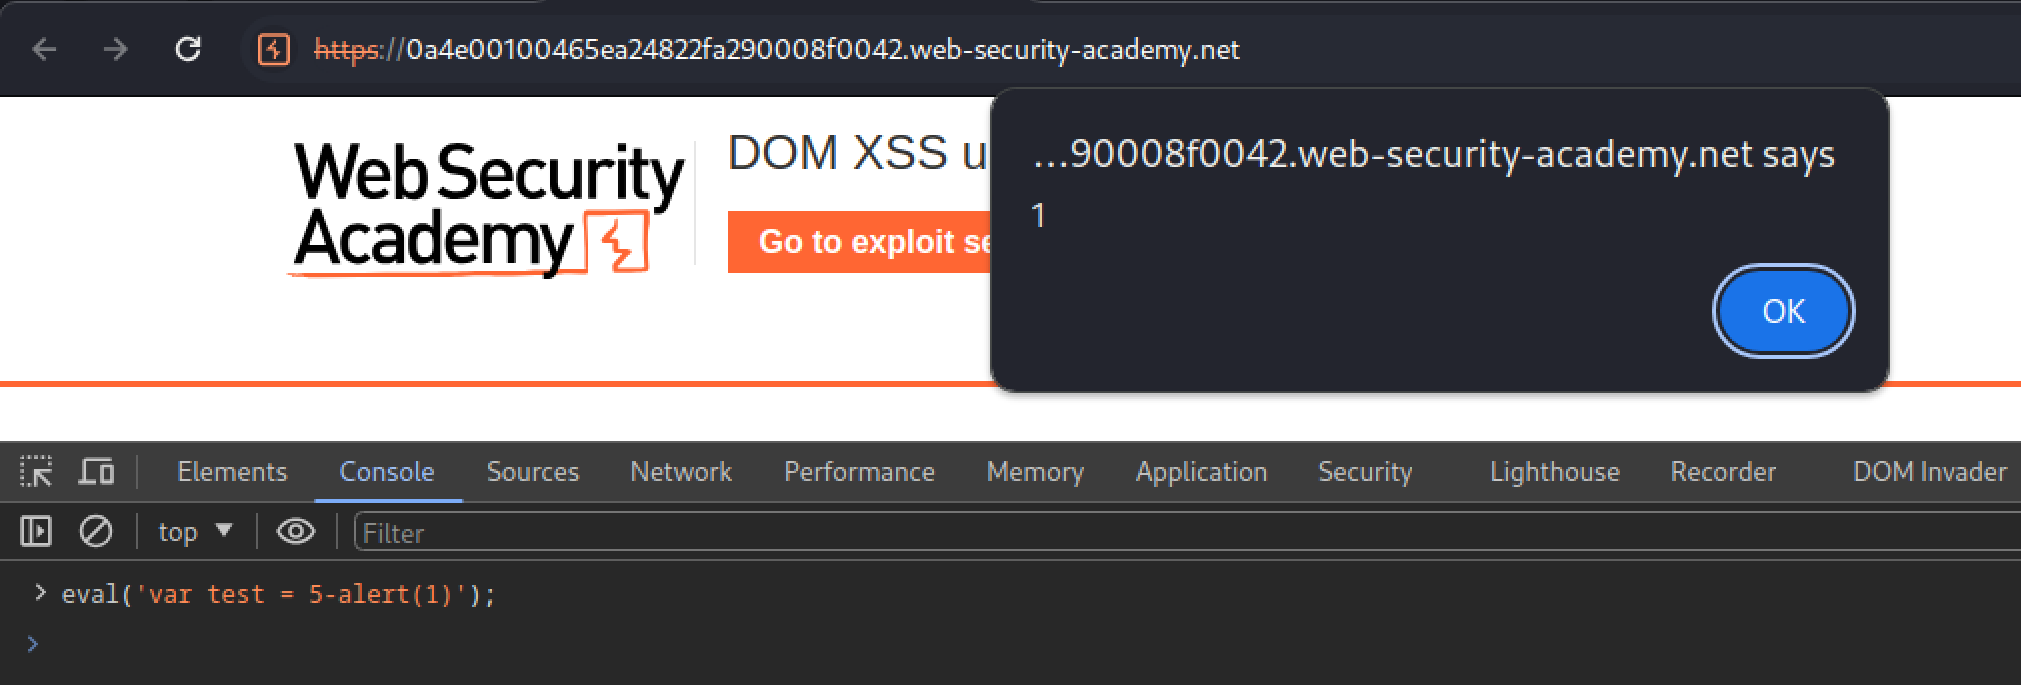 https://0a4e00100465ea24822fa290008f0042.web-security-academy.net
Web Security
Academy
DOM XSS u
Go to exploit se
...90008f0042.web-security-academy.net says
1
OK
Elements Console Sources Network Performance Memory Application Security Lighthouse Recorder DOM Invader
top Filter
> eval('var test = 5-alert(1)');
>